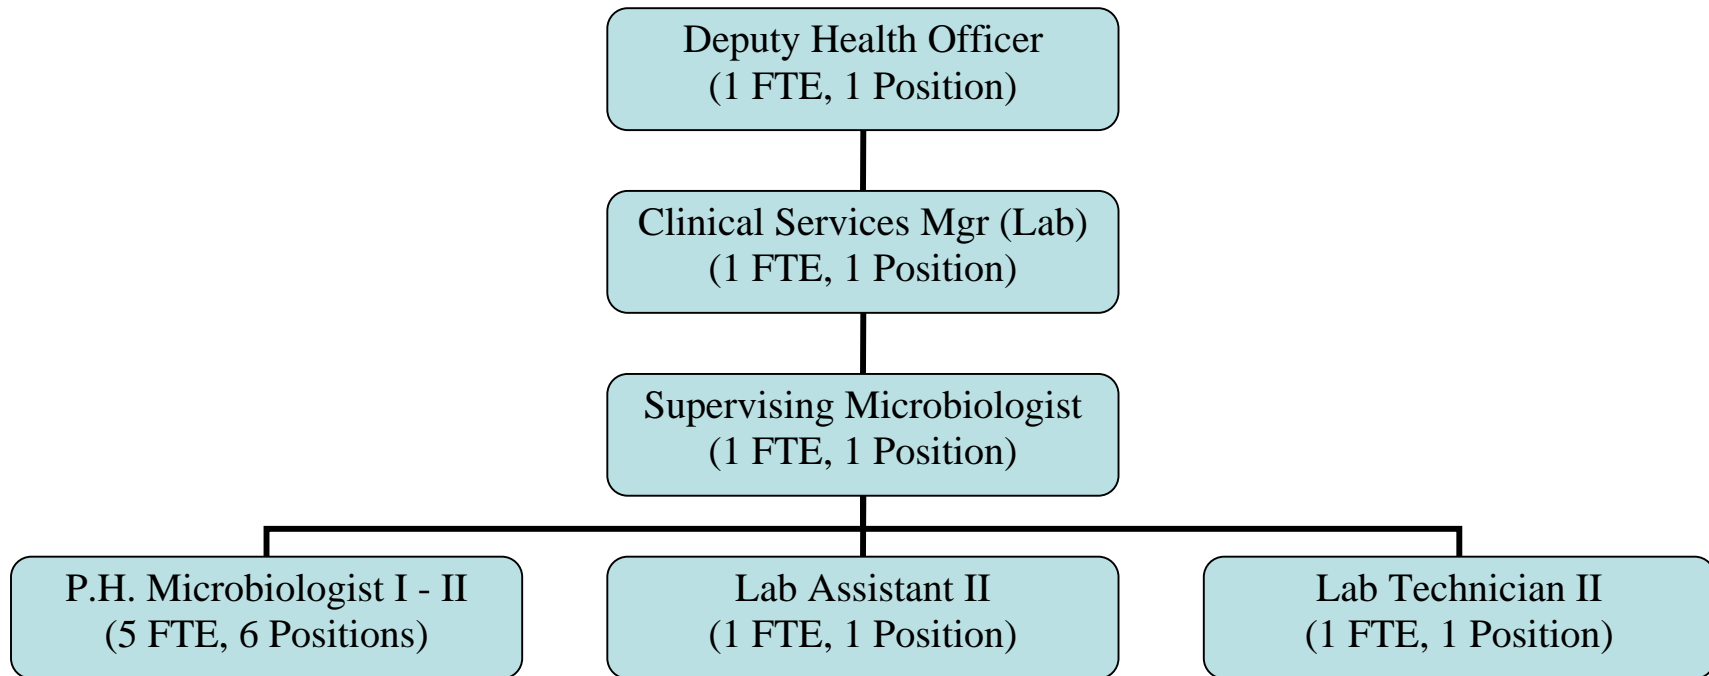 Deputy Health Officer
(1 FTE, 1 Position)
Clinical Services Mgr (Lab)
(1 FTE, 1 Position)
Supervising Microbiologist
(1 FTE, 1 Position)
P.H. Microbiologist I - II
(5 FTE, 6 Positions)
Lab Assistant II
(1 FTE, 1 Position)
Lab Technician II
(1 FTE, 1 Position)